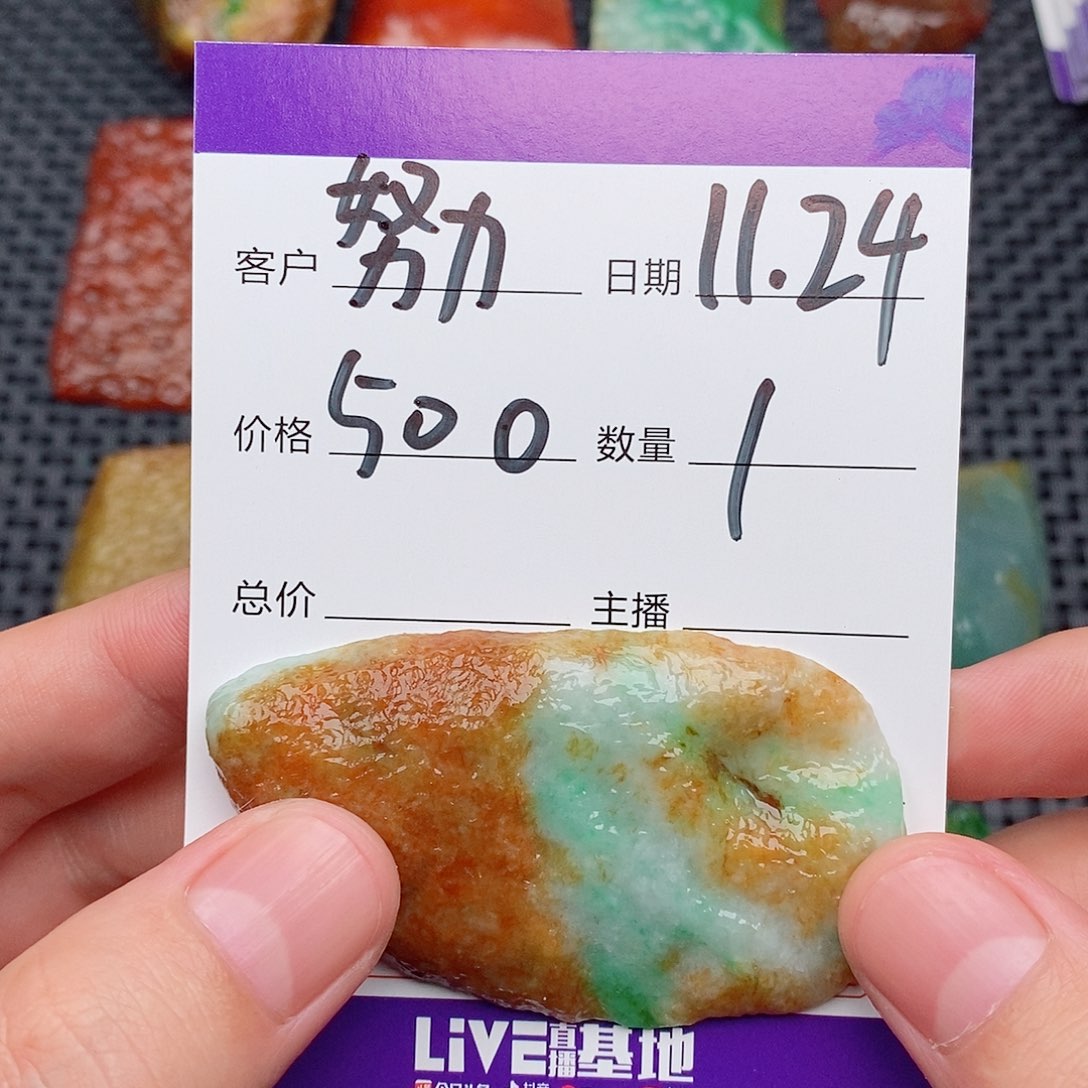 客户 努力 日期 11.24
价格 500 数量 1
总价 主播
LiVE直播基地